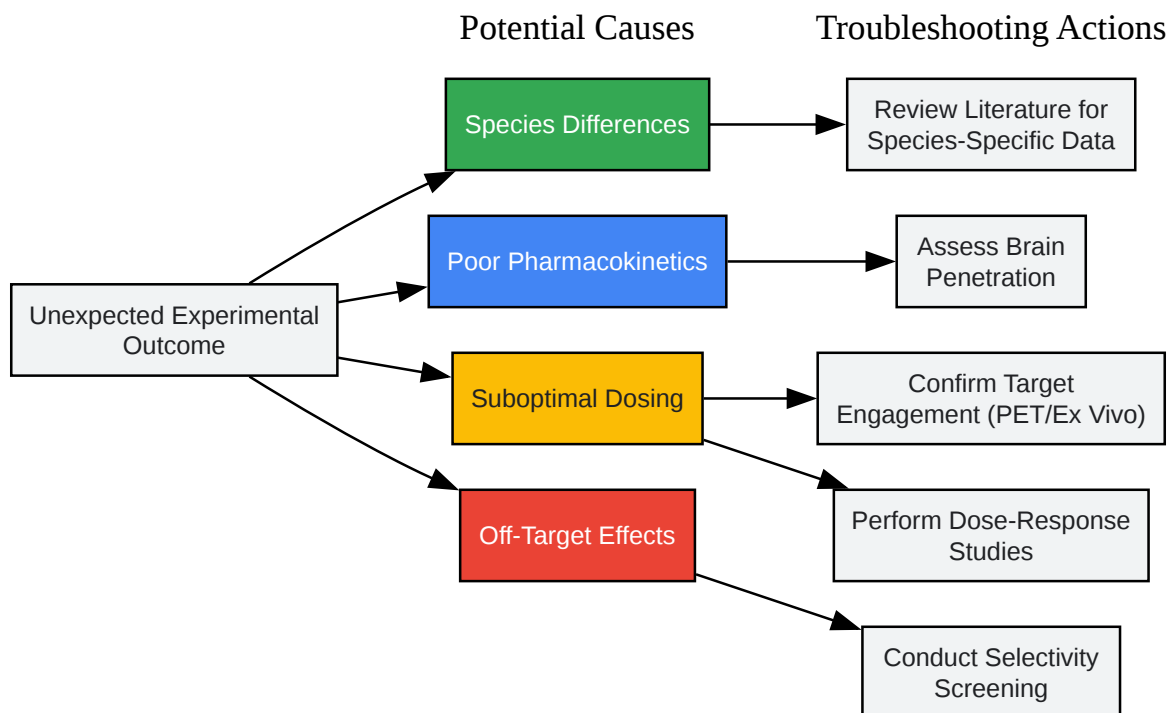 Potential Causes
Troubleshooting Actions
Species Differences
Review Literature for
Species-Specific Data
Poor Pharmacokinetics
Assess Brain
Penetration
Unexpected Experimental
Outcome
Suboptimal Dosing
Confirm Target
Engagement (PET/Ex Vivo)
Off-Target Effects
Perform Dose-Response
Studies
Conduct Selectivity
Screening